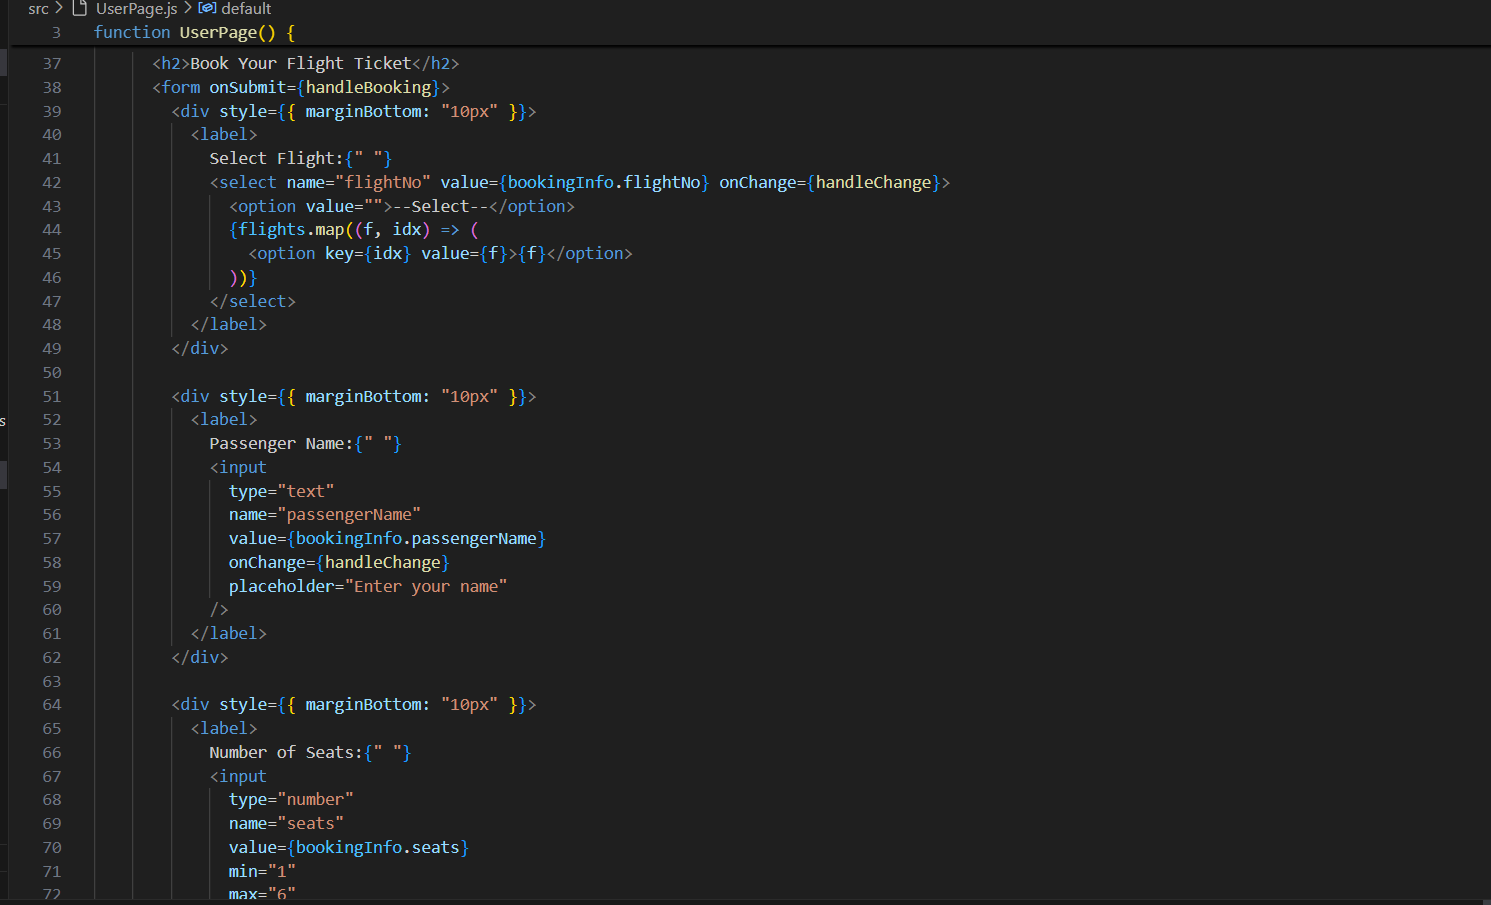 src > UserPage.js > default
3 function UserPage() {
37 <h2>Book Your Flight Ticket</h2>
38 <form onSubmit={handleBooking}>
39 <div style={{ marginBottom: "10px" }}>
40 <label>
41 Select Flight:{" "}
42 <select name="flightNo" value={bookingInfo.flightNo} onChange={handleChange}>
43 <option value="">--Select--</option>
44 {flights.map((f, idx) => (
45 <option key={idx} value={f}>{f}</option>
46 ))}
47 </select>
48 </label>
49 </div>
50
51 <div style={{ marginBottom: "10px" }}>
52 <label>
53 Passenger Name:{" "}
54 <input
55 type="text"
56 name="passengerName"
57 value={bookingInfo.passengerName}
58 onChange={handleChange}
59 placeholder="Enter your name"
60 />
61 </label>
62 </div>
63
64 <div style={{ marginBottom: "10px" }}>
65 <label>
66 Number of Seats:{" "}
67 <input
68 type="number"
69 name="seats"
70 value={bookingInfo.seats}
71 min="1"
72 max="6"
s